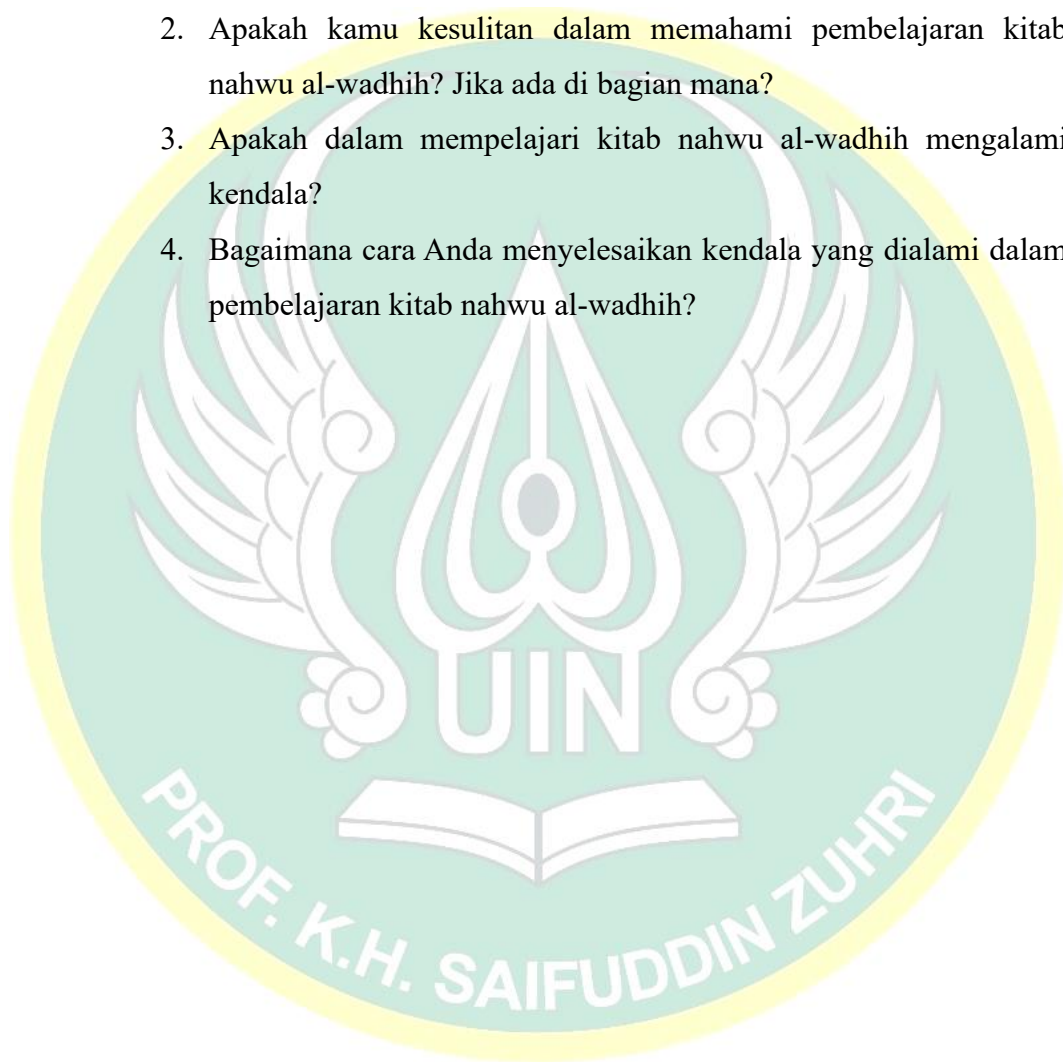 2. Apakah kamu kesulitan dalam memahami pembelajaran kitab
nahwu al-wadhih? Jika ada di bagian mana?
3. Apakah dalam mempelajari kitab nahwu al-wadhih mengalami
kendala?
4. Bagaimana cara Anda menyelesaikan kendala yang dialami dalam
pembelajaran kitab nahwu al-wadhih?
UIN
PROF. K.H. SAIFUDDIN ZUHRI